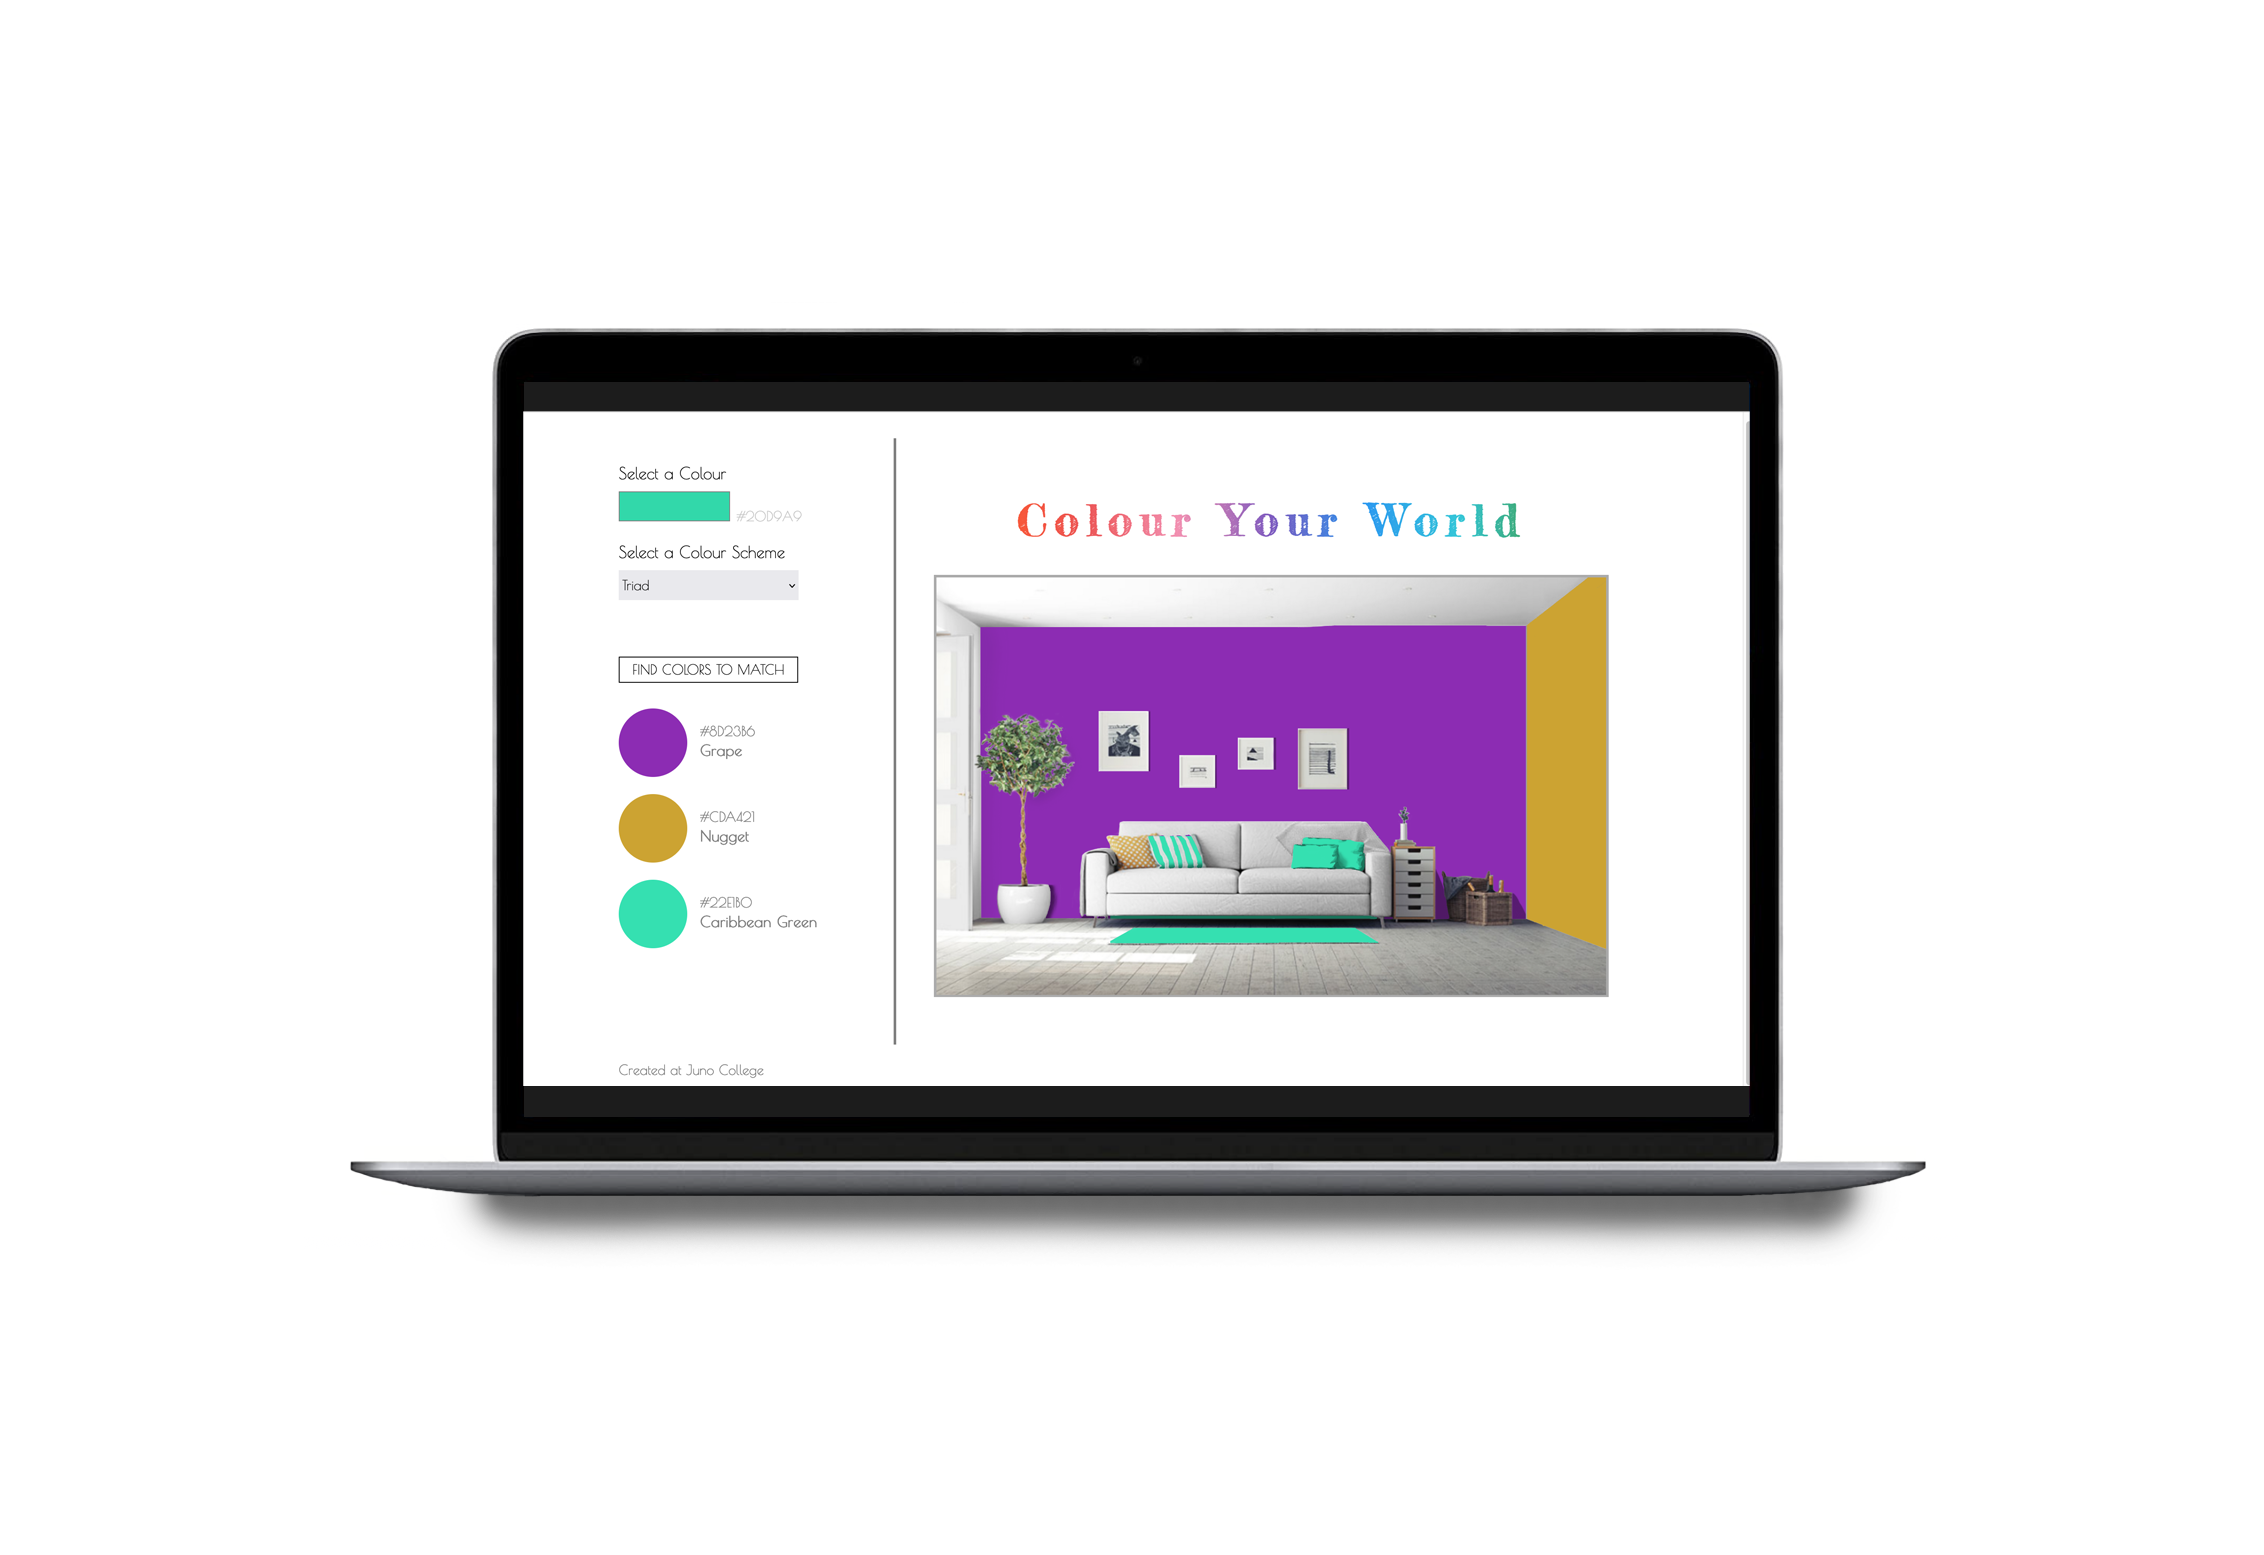 Select a Colour
#20D9A9
Select a Colour Scheme
Triad
FIND COLORS TO MATCH
#8D23B6
Grape
#CDA421
Nugget
#22E1B0
Caribbean Green
Created at Juno College
Colour Your World